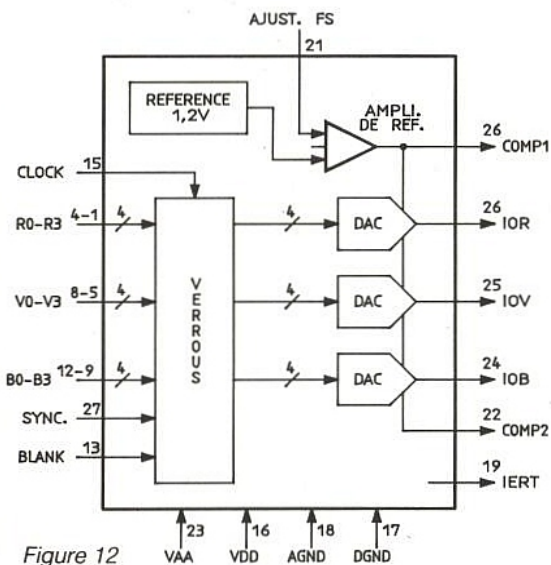 AJUST. FS
21
REFERENCE
1,2V
AMPLI.
DE REF.
26
COMP1
CLOCK
15
R0-R3
4-1
4
4
DAC
26
IOR
V0-V3
8-5
4
VERROUS
4
DAC
25
IOV
B0-B3
12-9
4
4
DAC
24
IOB
SYNC.
27
22
COMP2
BLANK
13
19
IERT
23
16
18
17
Figure 12
VAA
VDD
AGND
DGND